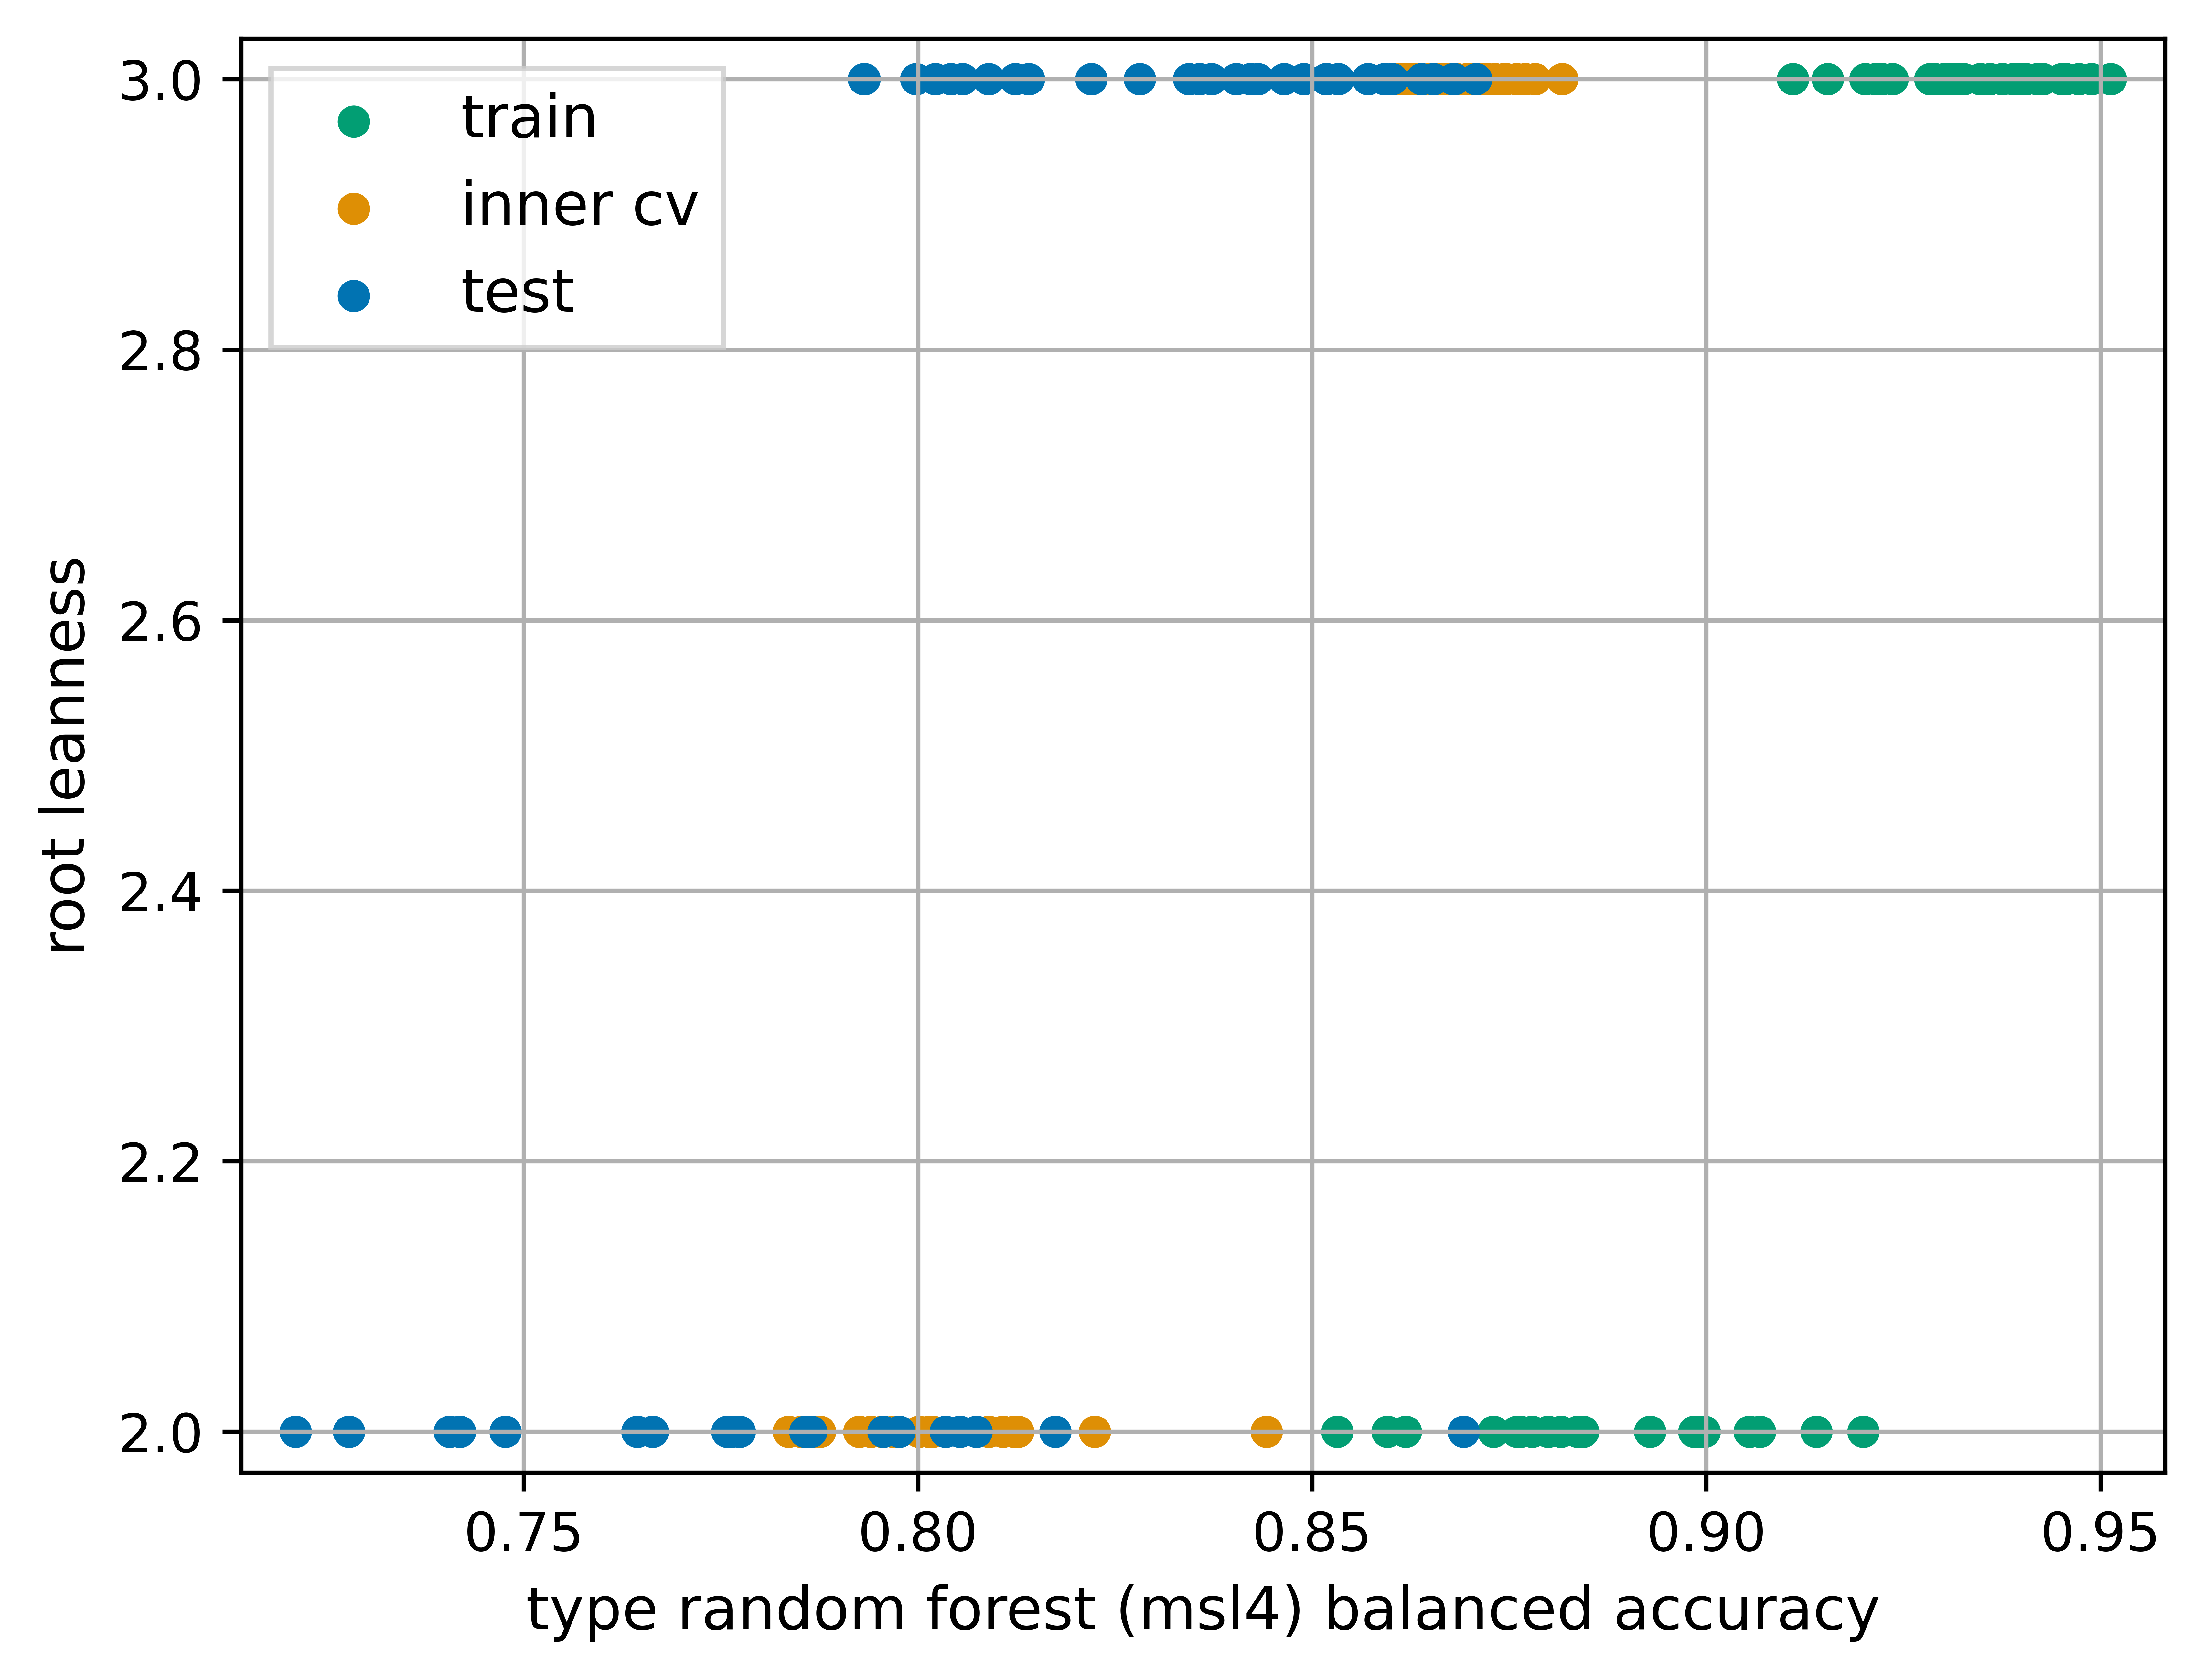 3.0
2.8
2.6
2.4
2.2
2.0
root leanness
train
inner cv
test
0.75 0.80 0.85 0.90 0.95
type random forest (msl4) balanced accuracy